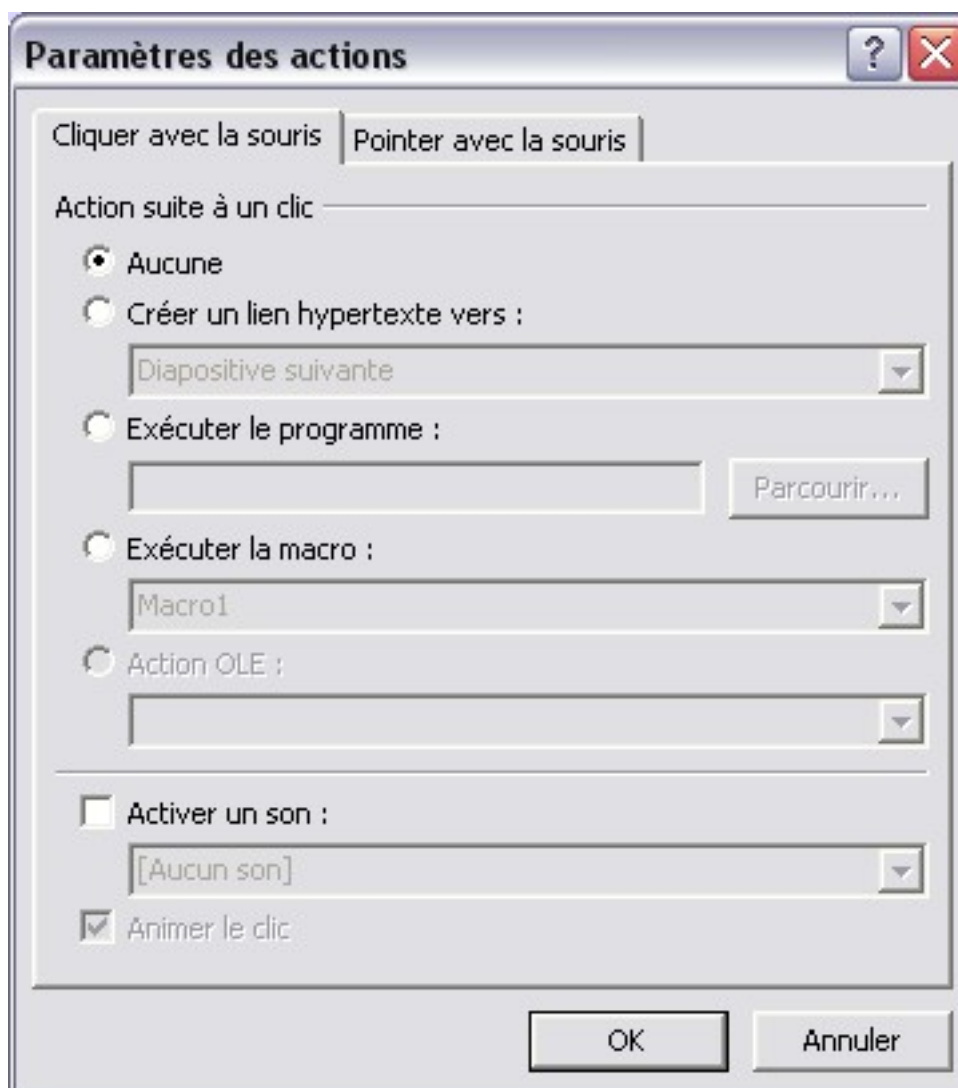 Paramètres des actions
?
Cliquer avec la souris
Pointer avec la souris
Action suite à un clic
Aucune
Créer un lien hypertexte vers :
Diapositive suivante
Exécuter le programme :
Parcourir...
Exécuter la macro :
Macro1
Action OLE :
Activer un son :
[Aucun son]
Animer le clic
OK
Annuler